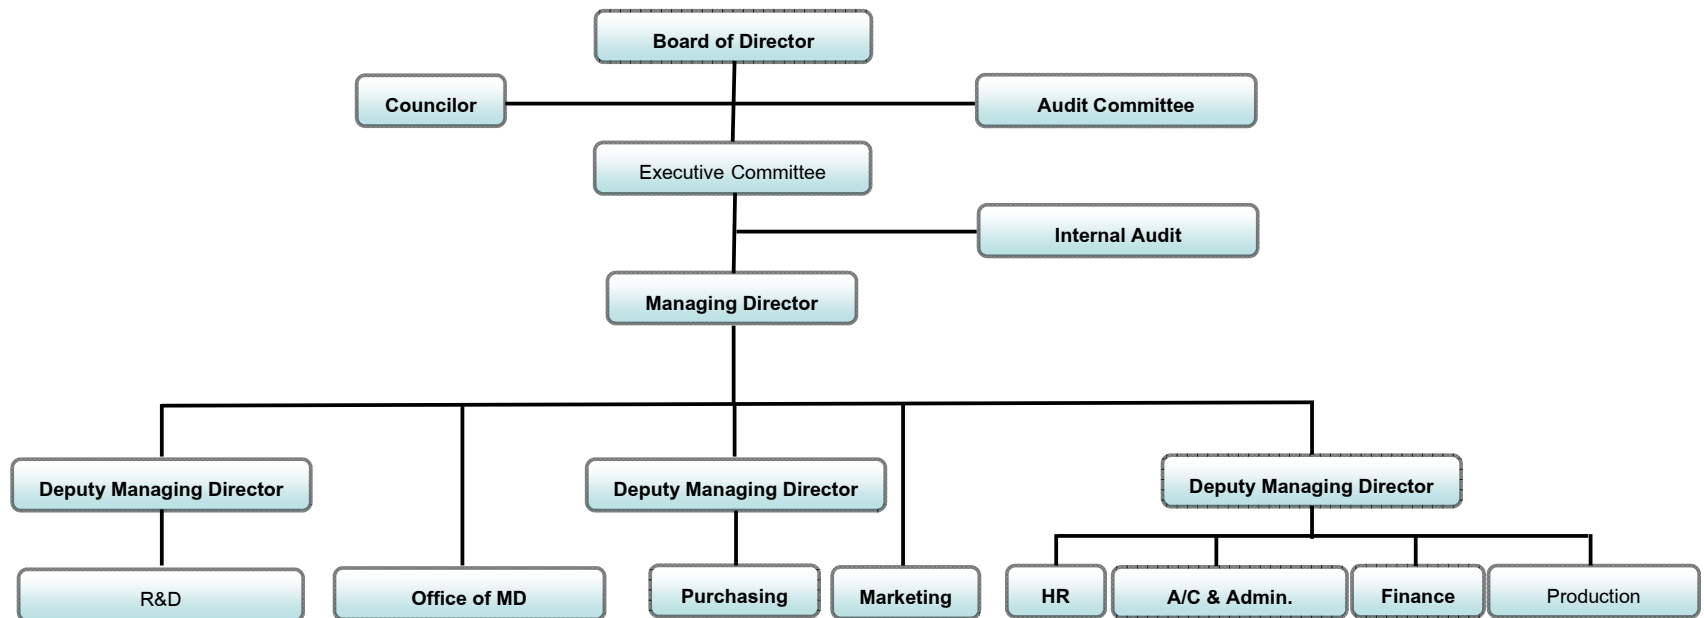 Board of Director
Councilor
Audit Committee
Executive Committee
Internal Audit
Managing Director
Deputy Managing Director
Deputy Managing Director
Deputy Managing Director
R&D
Office of MD
Purchasing
Marketing
HR
A/C & Admin.
Finance
Production